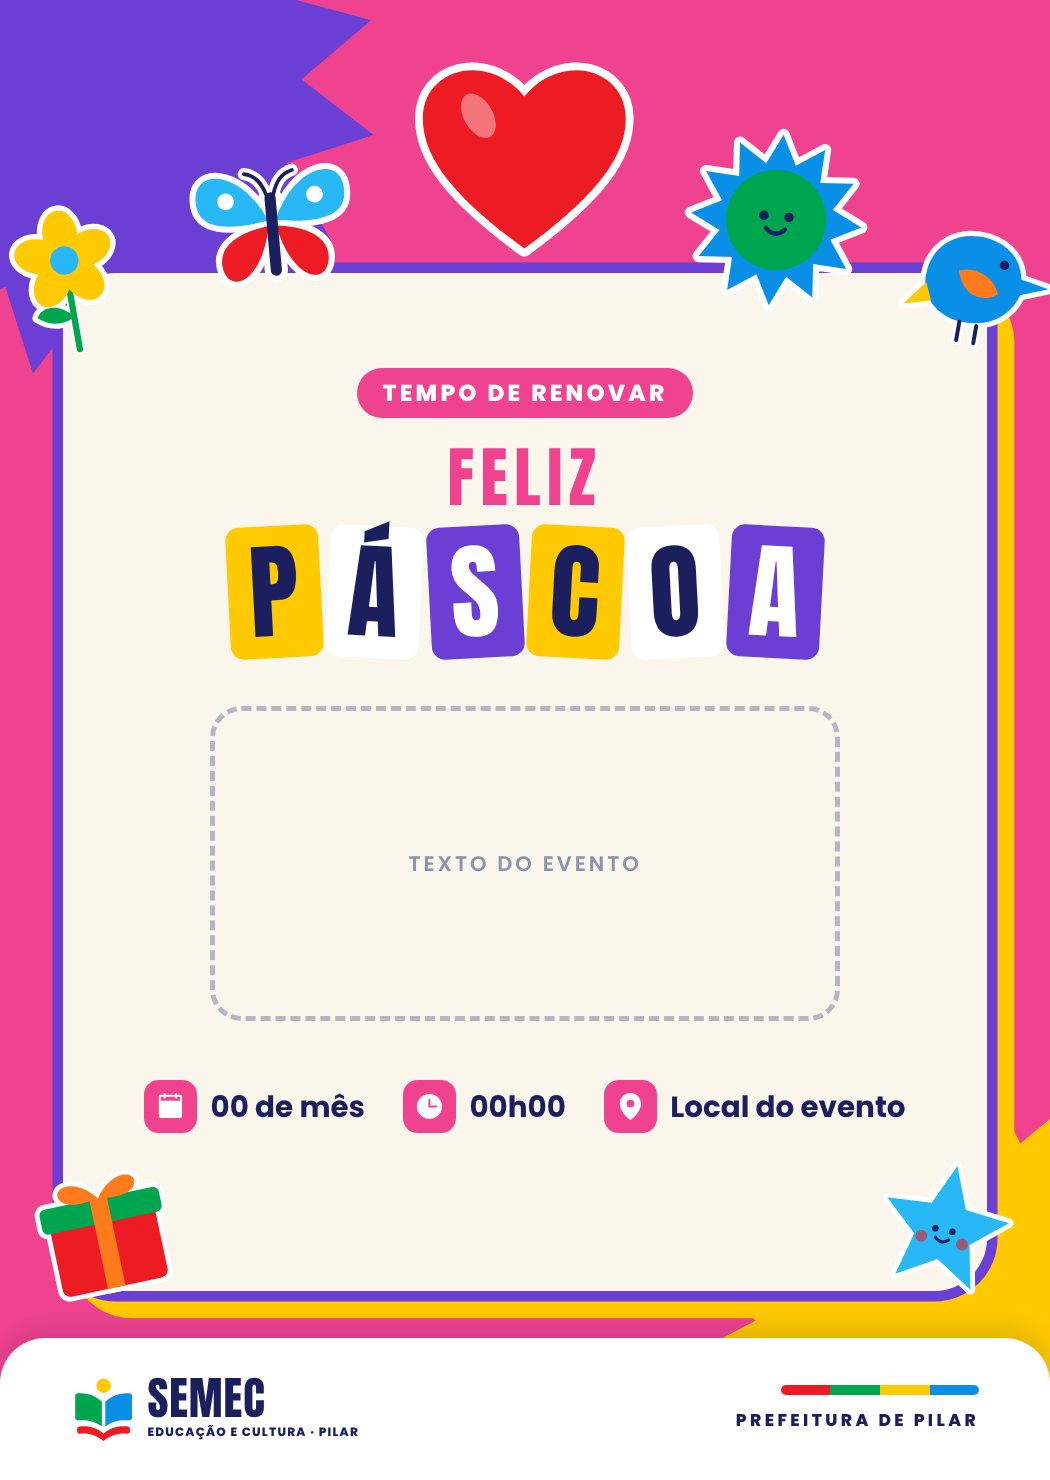 TEMPO DE RENOVAR
FELIZ
PÁSCOA
TEXTO DO EVENTO
00 de mês
00h00
Local do evento
SEMEC
EDUCAÇÃO E CULTURA · PILAR
PREFEITURA DE PILAR